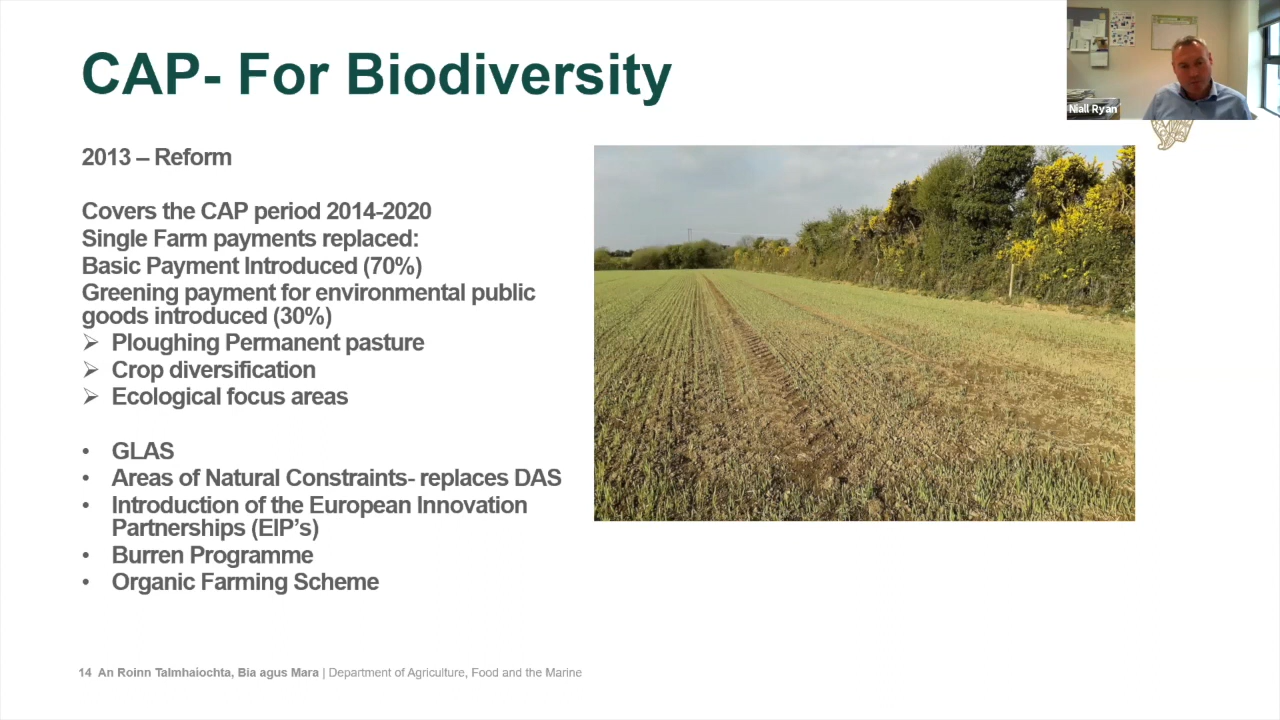 CAP- For Biodiversity
Niall Ryan
2013 – Reform
Covers the CAP period 2014-2020
Single Farm payments replaced:
Basic Payment Introduced (70%)
Greening payment for environmental public
goods introduced (30%)
➢ Ploughing Permanent pasture
➢ Crop diversification
➢ Ecological focus areas
• GLAS
• Areas of Natural Constraints- replaces DAS
• Introduction of the European Innovation
Partnerships (EIP’s)
• Burren Programme
• Organic Farming Scheme
14 An Roinn Talmhaiochta, Bia agus Mara | Department of Agriculture, Food and the Marine